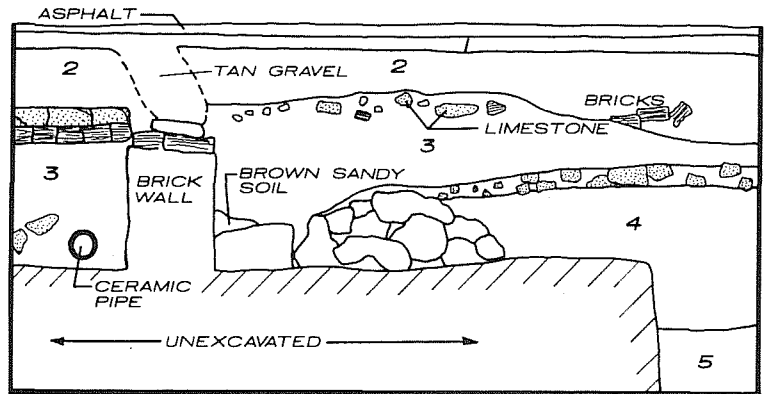 ASPHALT
2
2
TAN GRAVEL
BRICKS
LIMESTONE
3
3
BRICK
WALL
BROWN SANDY
SOIL
4
CERAMIC
PIPE
UNEXCAVATED
5